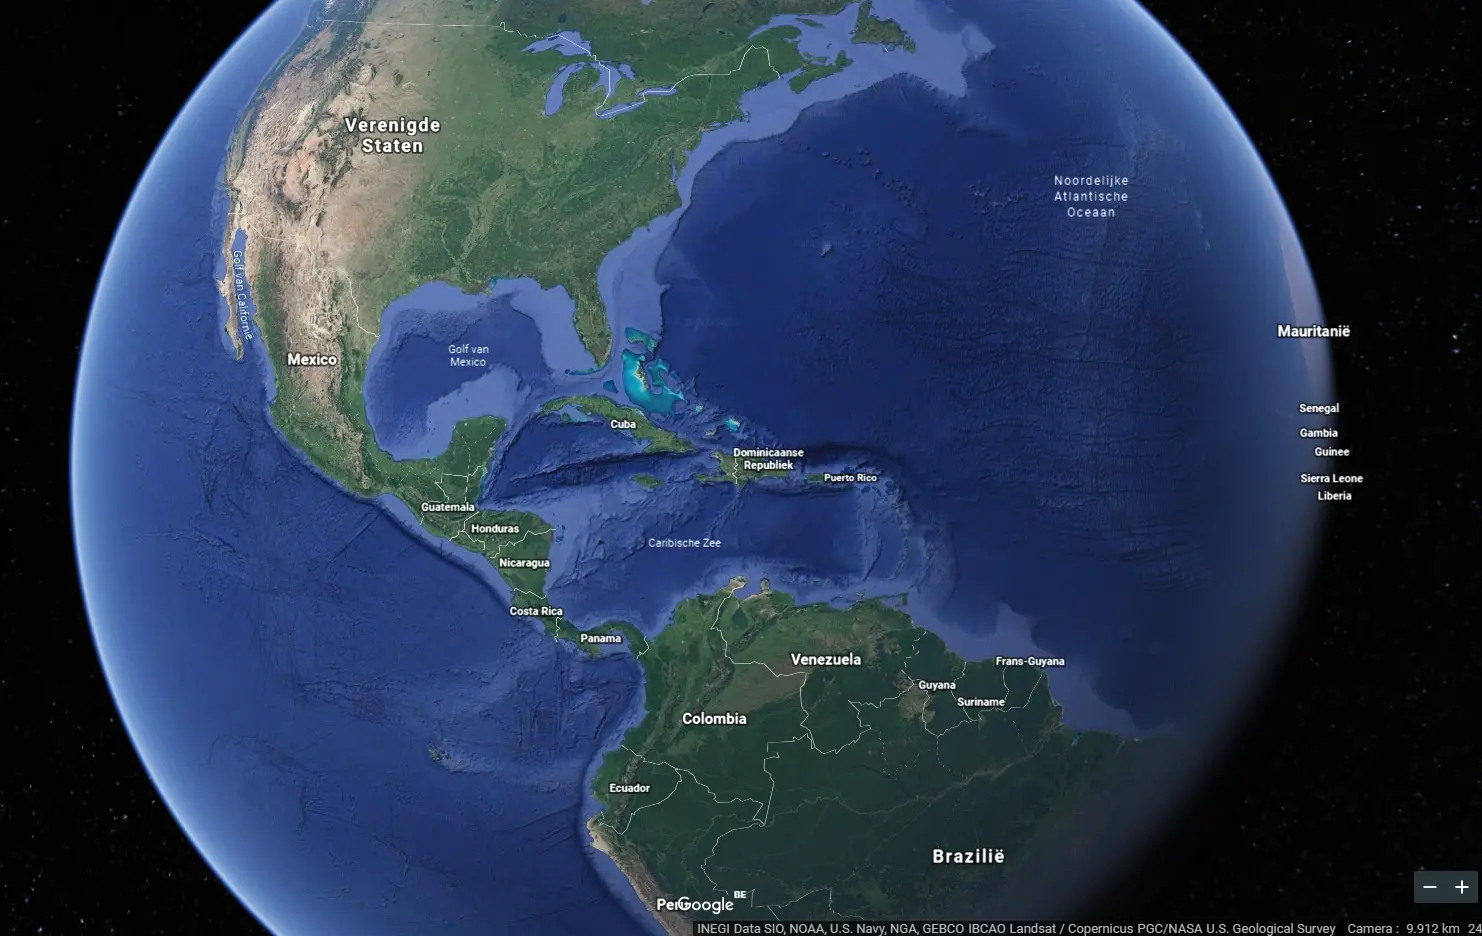 Verenigde
Staten
Noordelijke
Atlantische
Oceaan
Golf van Californië
Mauritanië
Golf van
Mexico
Mexico
Senegal
Cuba
Gambia
Guinee
Dominicaanse
Republiek
Puerto Rico
Sierra Leone
Liberia
Guatemala
Honduras
Caribische Zee
Nicaragua
Costa Rica
Panama
Venezuela
Frans-Guyana
Guyana
Suriname
Colombia
Ecuador
Brazilië
Google
BE
INEGI Data SIO, NOAA, U.S. Navy, NGA, GEBCO IBCAO Landsat / Copernicus PGC/NASA U.S. Geological Survey Camera : 9.912 km 24